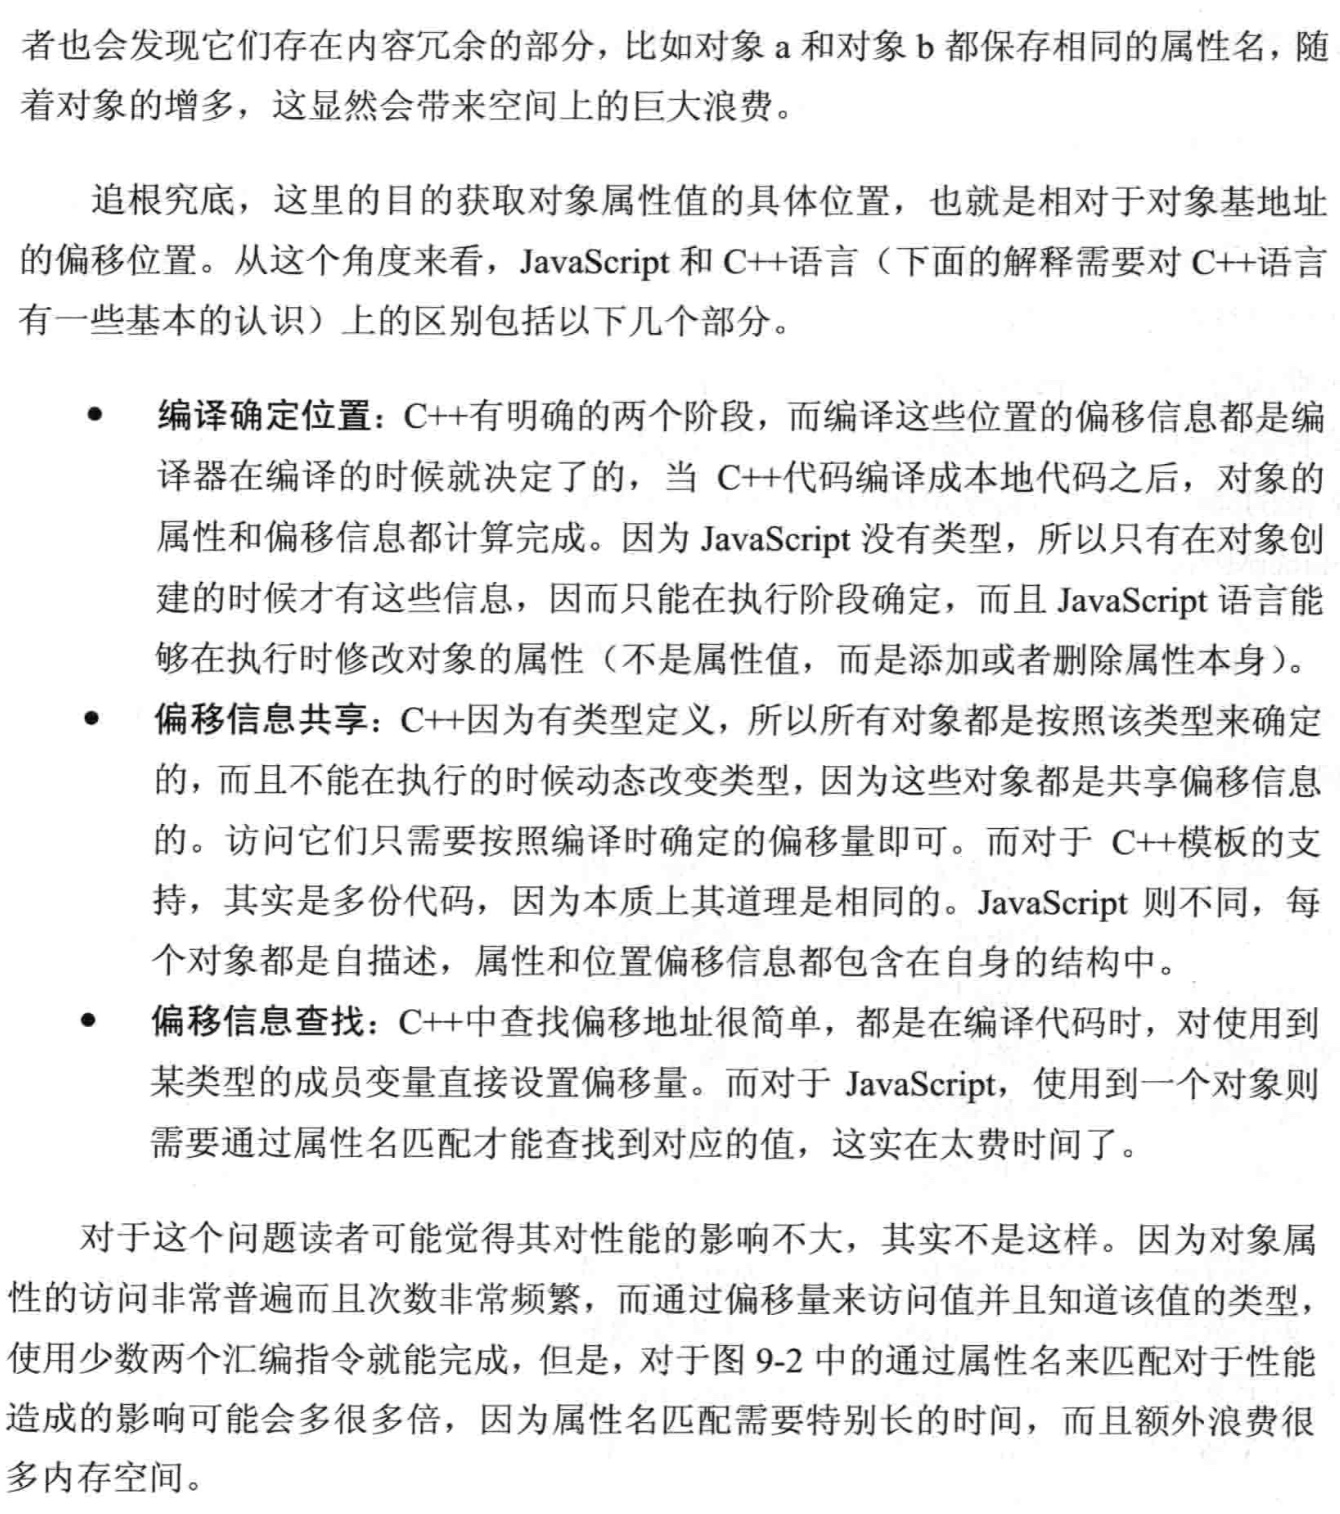 者也会发现它们存在内容冗余的部分，比如对象 a 和对象 b 都保存相同的属性名，随
着对象的增多，这显然会带来空间上的巨大浪费。
追根究底，这里的目的获取对象属性值的具体位置，也就是相对于对象基地址
的偏移位置。从这个角度来看，JavaScript 和 C++语言（下面的解释需要对 C++语言
有一些基本的认识）上的区别包括以下几个部分。
● 编译确定位置：C++有明确的两个阶段，而编译这些位置的偏移信息都是编
译器在编译的时候就决定了的，当 C++代码编译成本地代码之后，对象的
属性和偏移信息都计算完成。因为 JavaScript 没有类型，所以只有在对象创
建的时候才有这些信息，因而只能在执行阶段确定，而且 JavaScript 语言能
够在执行时修改对象的属性（不是属性值，而是添加或者删除属性本身）。
● 偏移信息共享：C++因为有类型定义，所以所有对象都是按照该类型来确定
的，而且不能在执行的时候动态改变类型，因为这些对象都是共享偏移信息
的。访问它们只需要按照编译时确定的偏移量即可。而对于 C++模板的支
持，其实是多份代码，因为本质上其道理是相同的。JavaScript 则不同，每
个对象都是自描述，属性和位置偏移信息都包含在自身的结构中。
● 偏移信息查找：C++中查找偏移地址很简单，都是在编译代码时，对使用到
某类型的成员变量直接设置偏移量。而对于 JavaScript，使用到一个对象则
需要通过属性名匹配才能查找到对应的值，这实在太费时间了。
对于这个问题读者可能觉得其对性能的影响不大，其实不是这样。因为对象属
性的访问非常普遍而且次数非常频繁，而通过偏移量来访问值并且知道该值的类型，
使用少数两个汇编指令就能完成，但是，对于图 9-2 中的通过属性名来匹配对于性能
造成的影响可能会多很多倍，因为属性名匹配需要特别长的时间，而且额外浪费很
多内存空间。